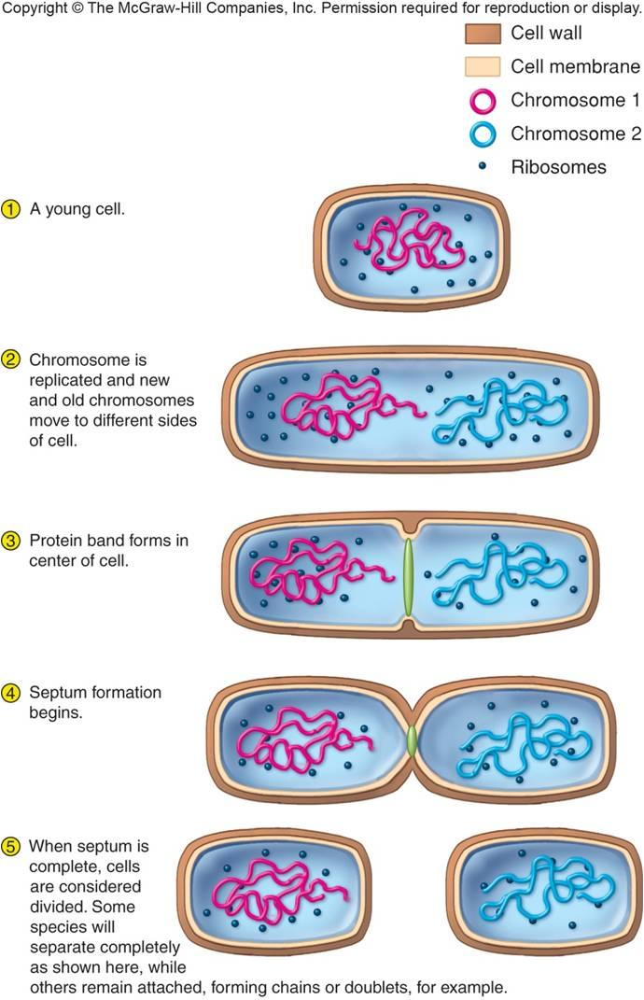 Copyright © The McGraw-Hill Companies, Inc. Permission required for reproduction or display.
Cell wall
Cell membrane
Chromosome 1
Chromosome 2
Ribosomes
1 A young cell.
2 Chromosome is
replicated and new
and old chromosomes
move to different sides
of cell.
3 Protein band forms in
center of cell.
4 Septum formation
begins.
5 When septum is
complete, cells
are considered
divided. Some
species will
separate completely
as shown here, while
others remain attached, forming chains or doublets, for example.